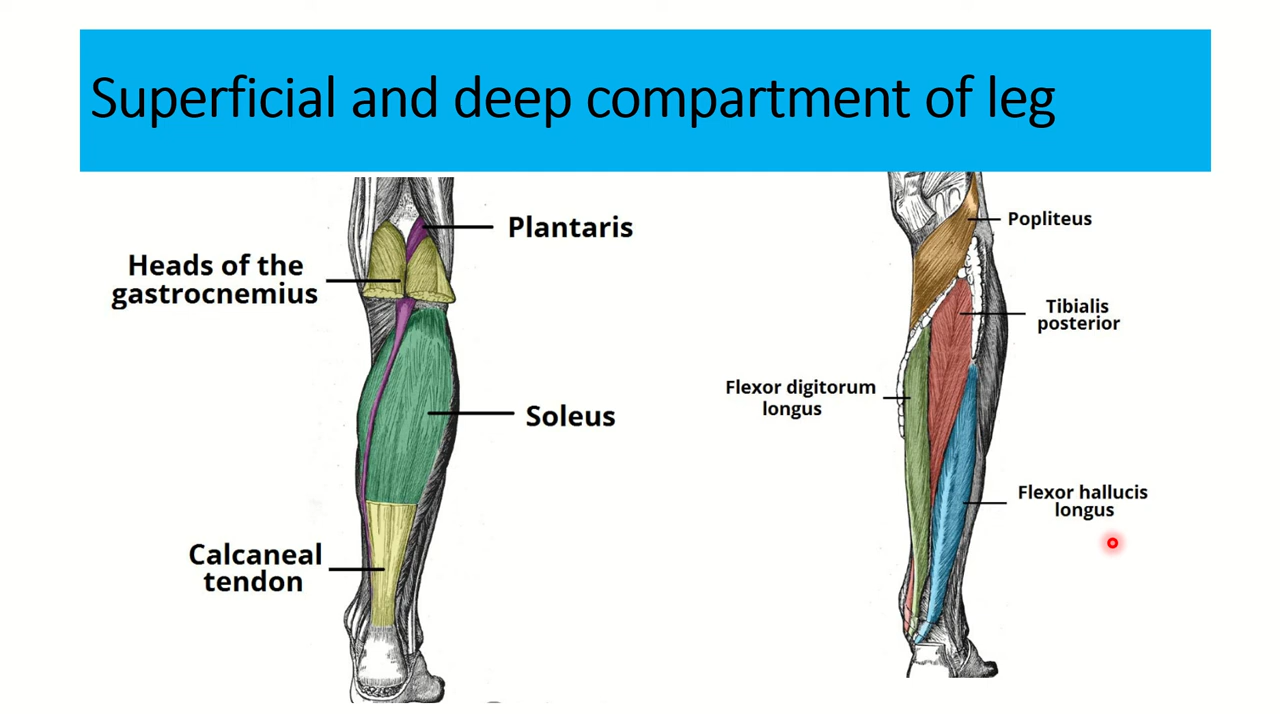 Superficial and deep compartment of leg
Plantaris
Heads of the
gastrocnemius
Soleus
Calcaneal
tendon
Popliteus
Tibialis
posterior
Flexor digitorum
longus
Flexor hallucis
longus